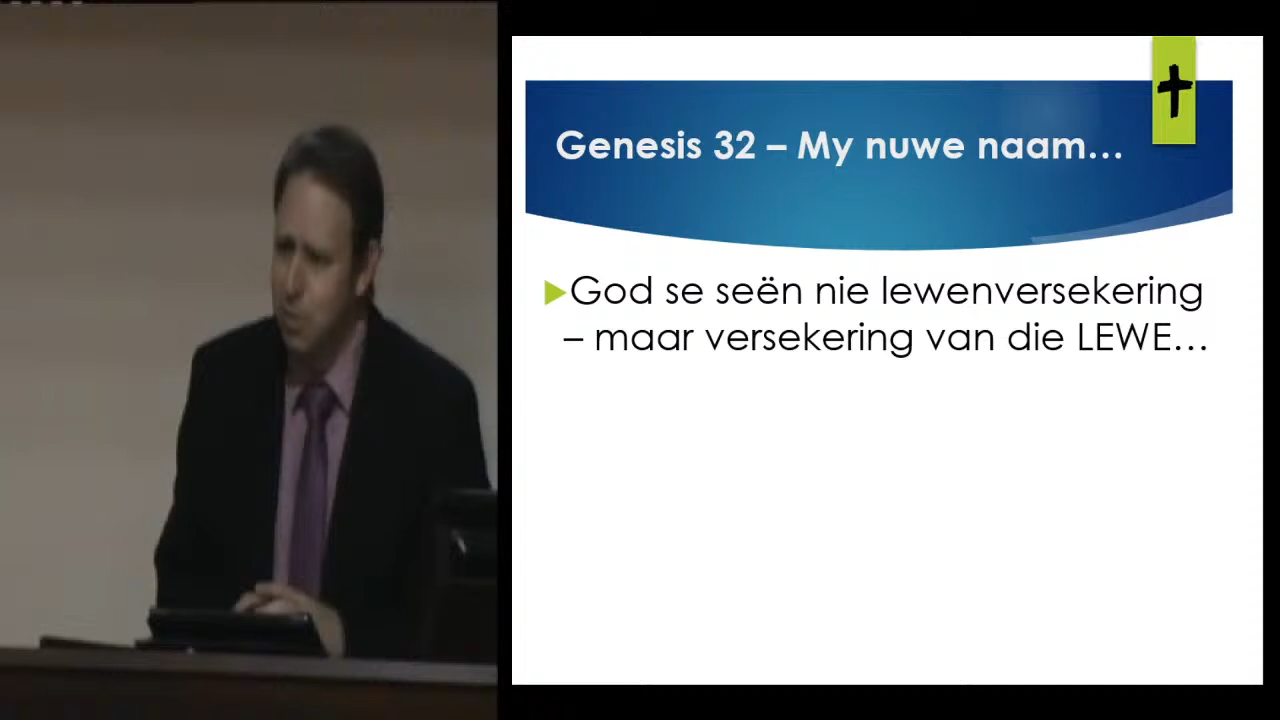 Genesis 32 – My nuwe naam…
God se seën nie lewenversekering
– maar versekering van die LEWE…